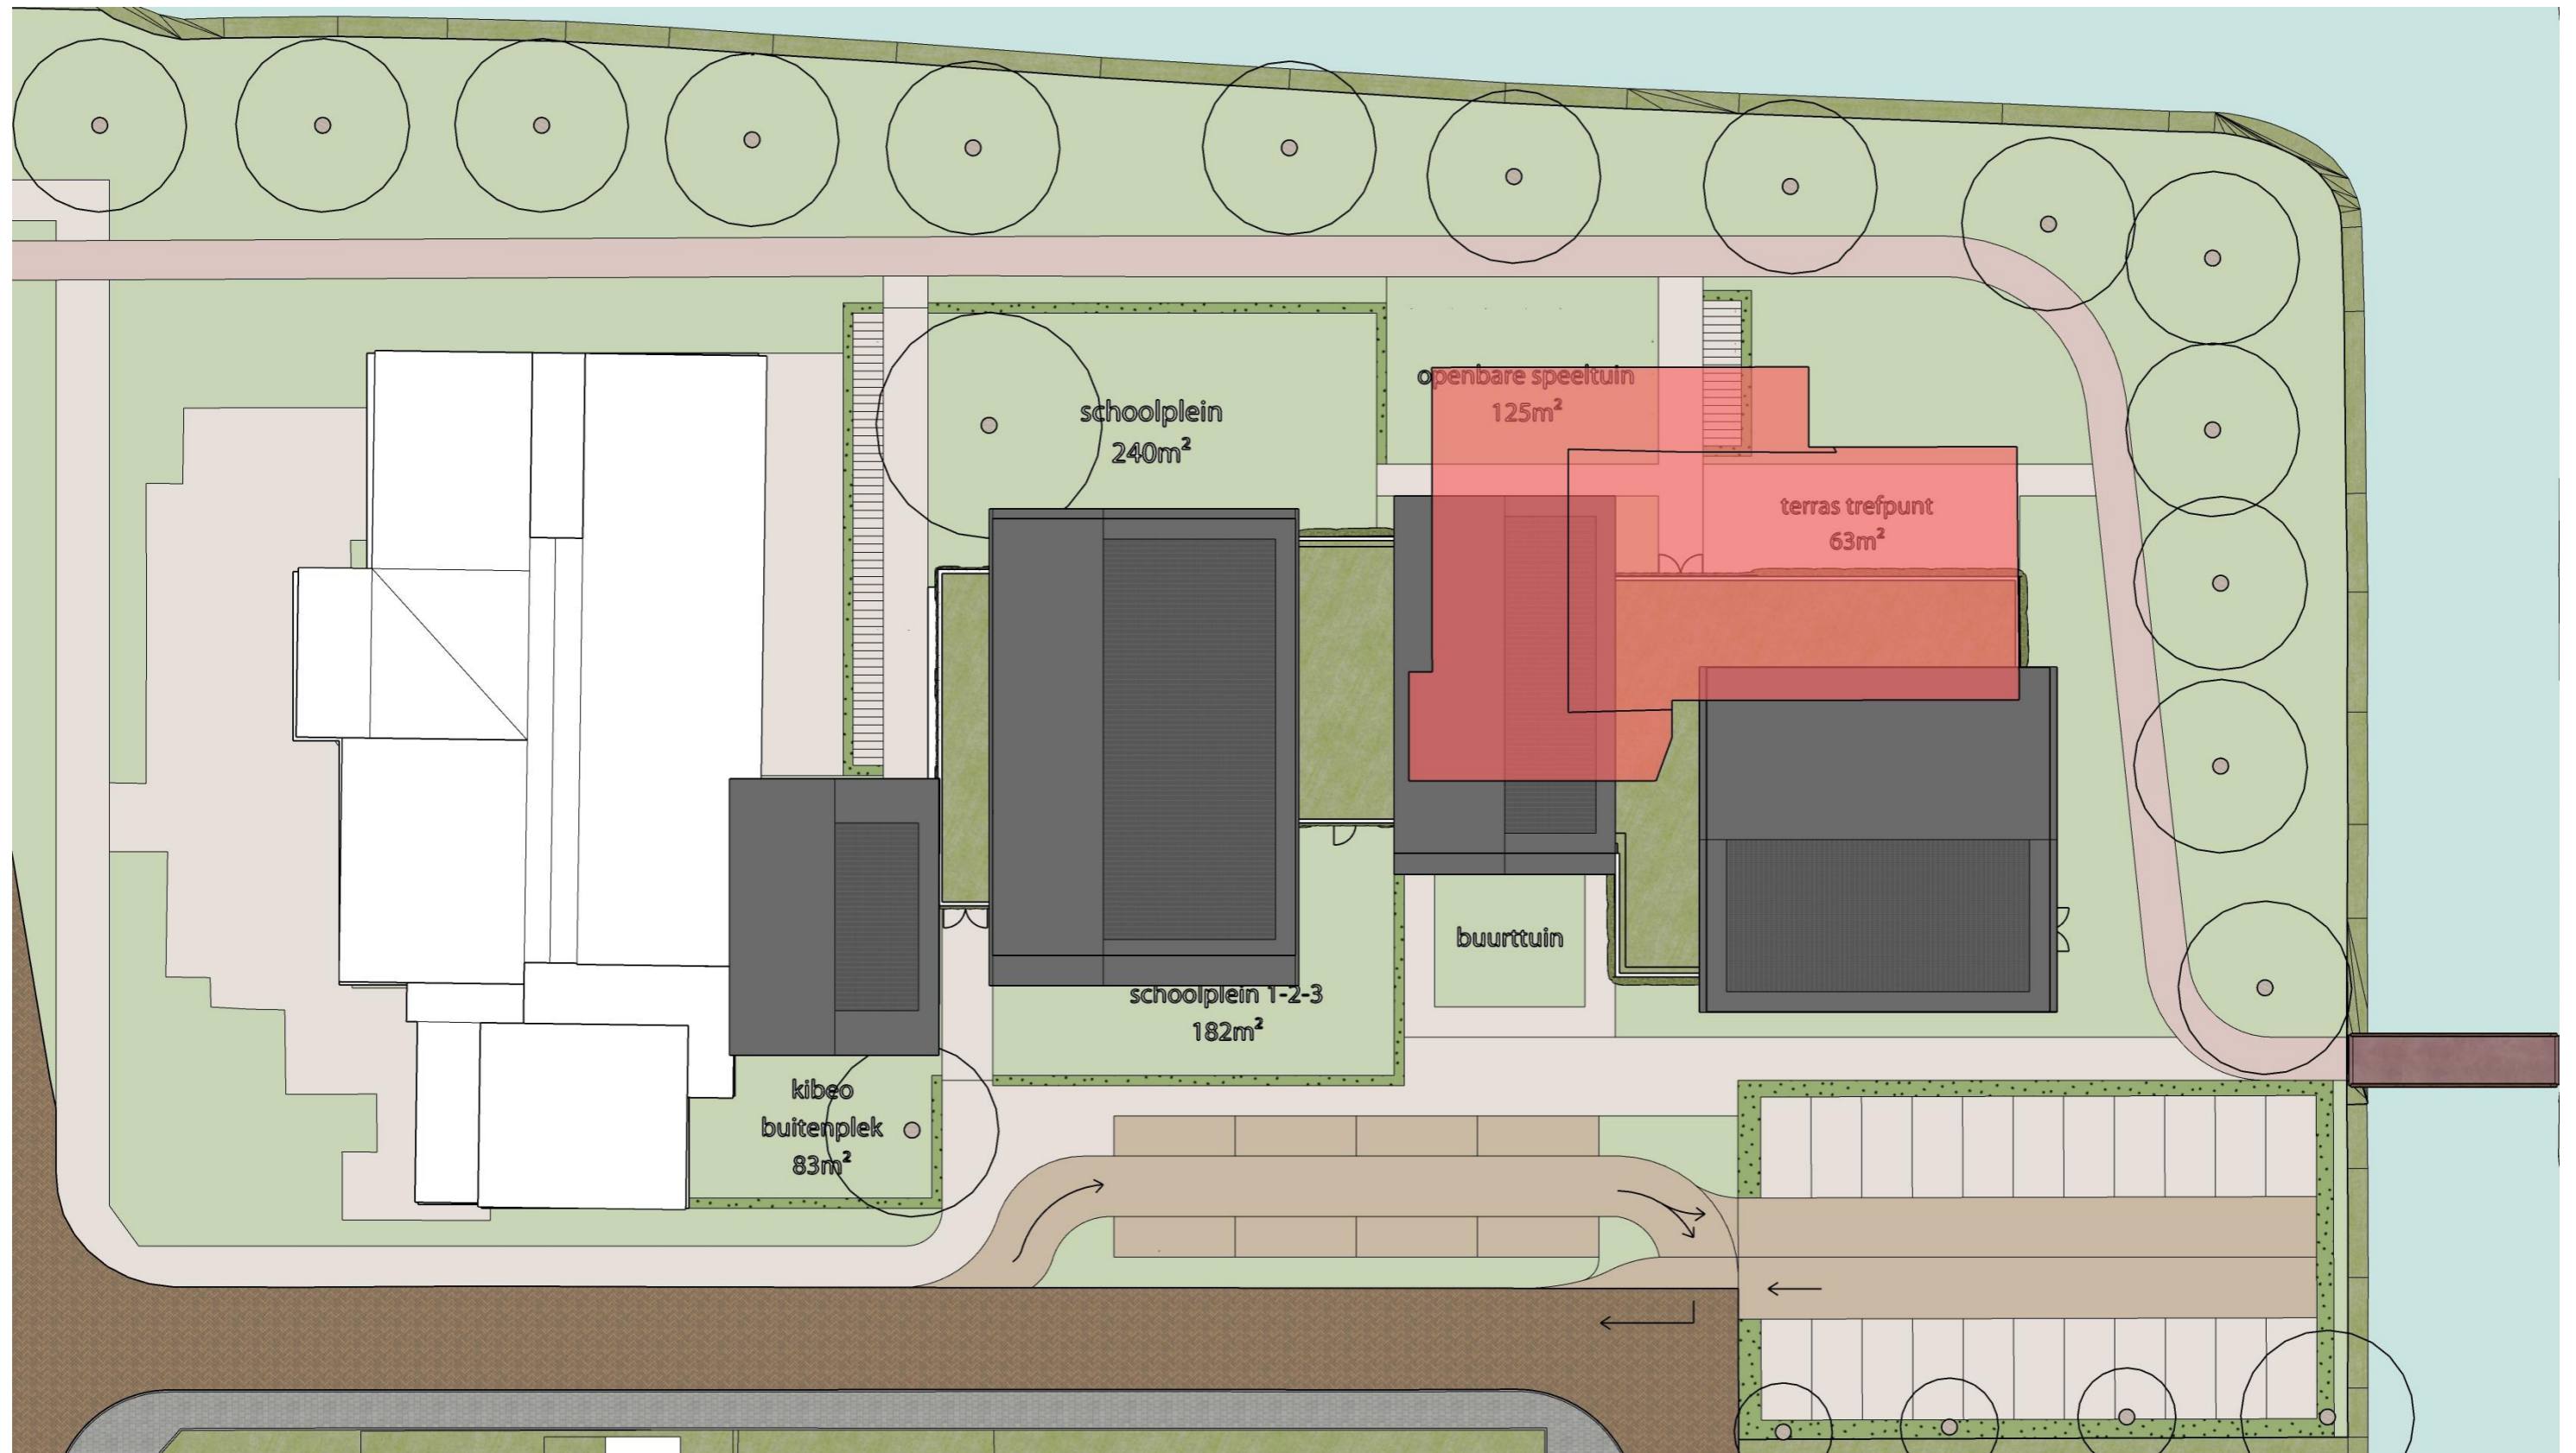 openbare speeltuin
125m²
schoolplein
240m²
terras trefpunt
63m²
buurttuin
schoolplein 1-2-3
182m²
kibeo
buitenplek
83m²